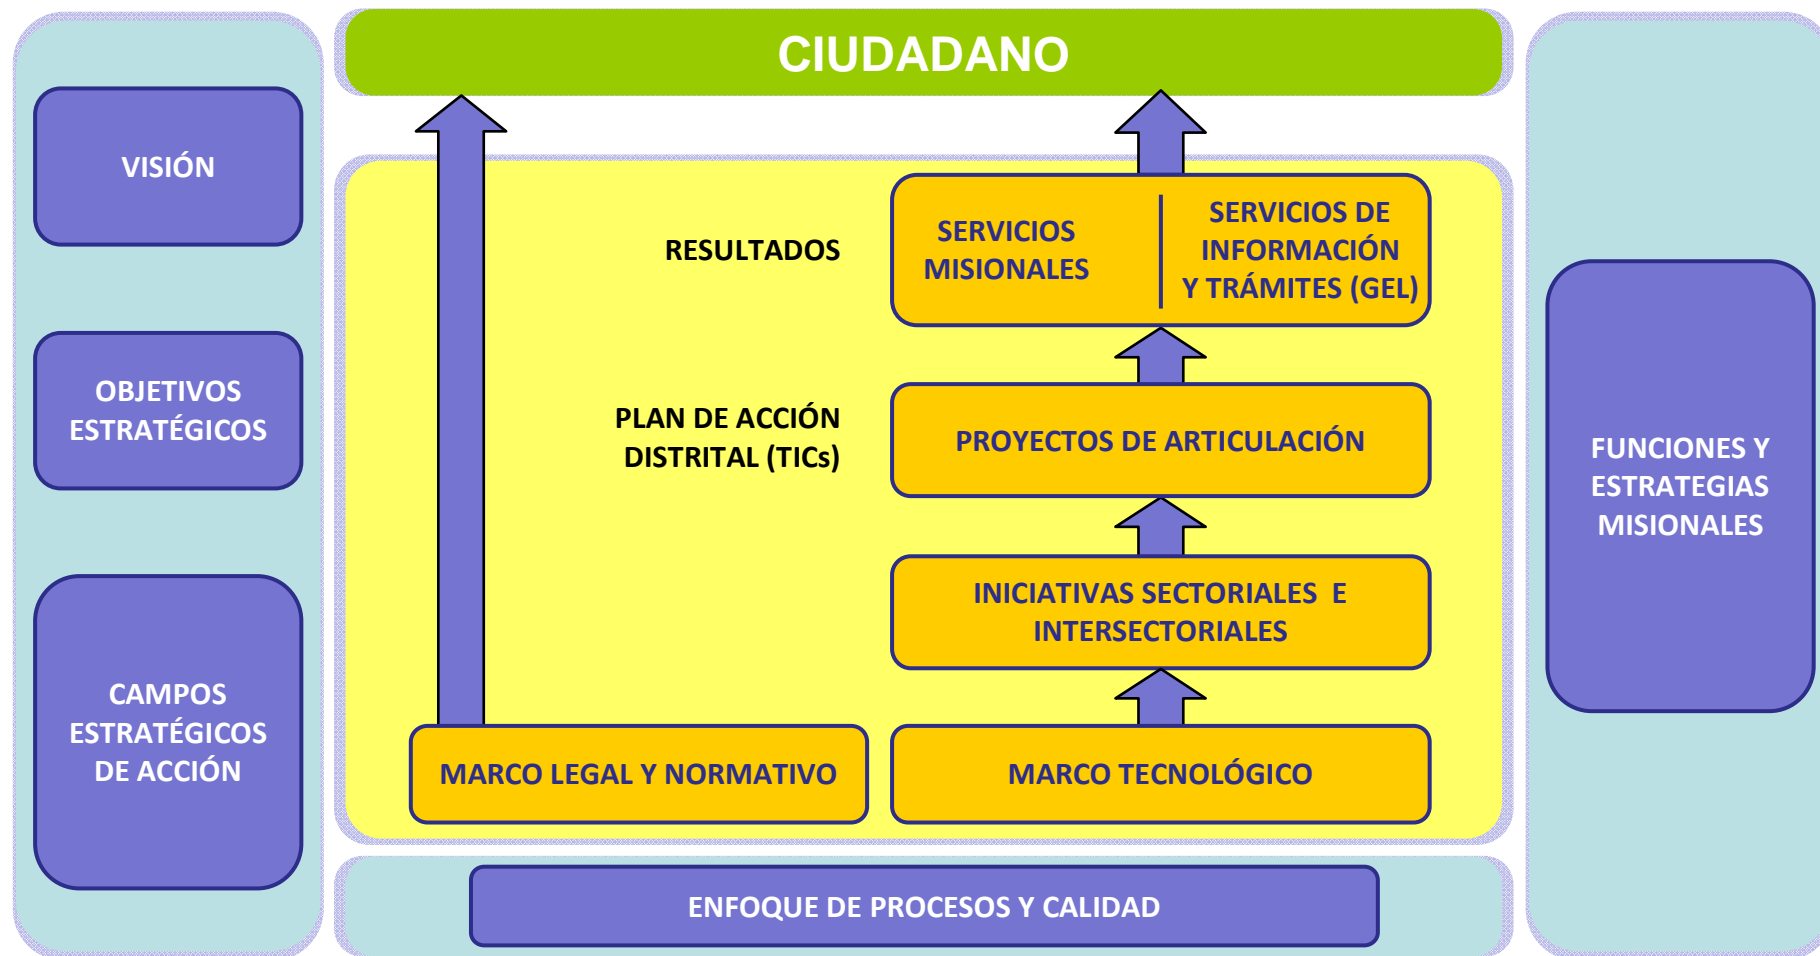 CIUDADANO
VISIÓN
OBJETIVOS
ESTRATÉGICOS
CAMPOS
ESTRATÉGICOS
DE ACCIÓN
RESULTADOS
SERVICIOS
MISIONALES
SERVICIOS DE
INFORMACIÓN
Y TRÁMITES (GEL)
PLAN DE ACCIÓN
DISTRITAL (TICs)
PROYECTOS DE ARTICULACIÓN
INICIATIVAS SECTORIALES E
INTERSECTORIALES
MARCO LEGAL Y NORMATIVO
MARCO TECNOLÓGICO
FUNCIONES Y
ESTRATEGIAS
MISIONALES
ENFOQUE DE PROCESOS Y CALIDAD